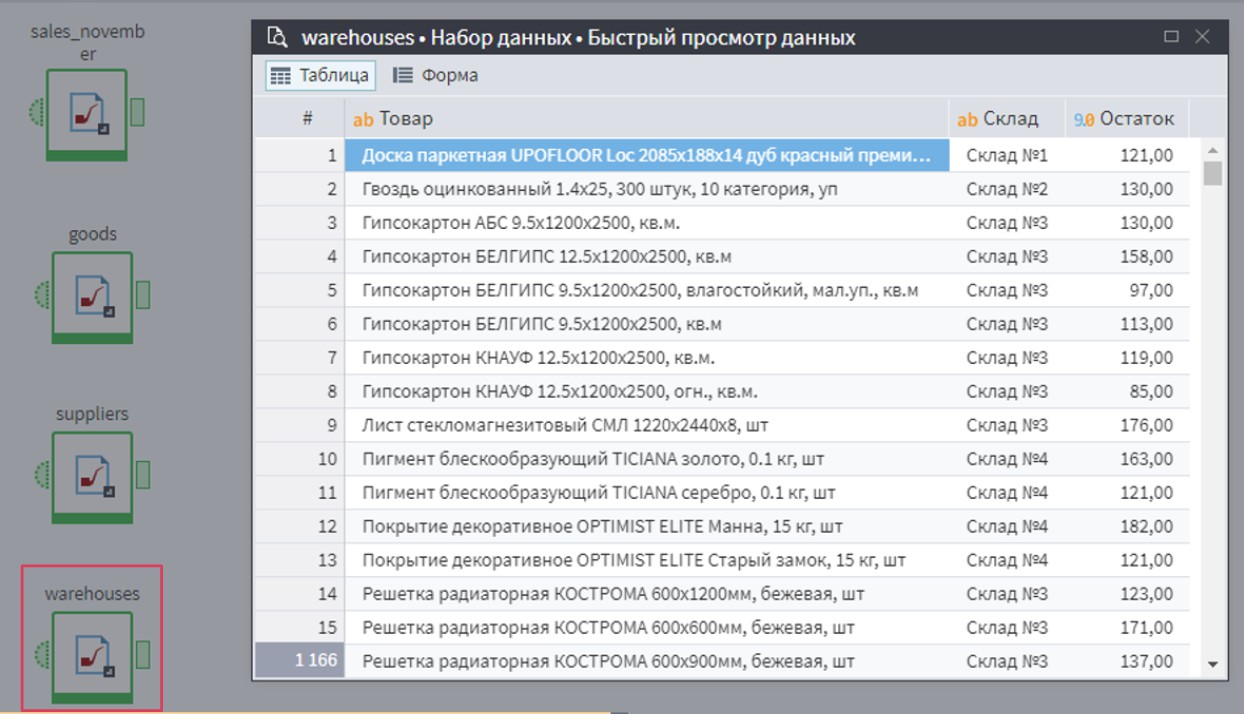 sales_novemb
er
goods
suppliers
warehouses
warehouses • Набор данных • Быстрый просмотр данных
Таблица Форма
# ab Товар ab Склад 9.0 Остаток
1 Доска паркетная UPOFLOOR Loc 2085x188x14 дуб красный преми... Склад №1 121,00
2 Гвоздь оцинкованный 1.4x25, 300 штук, 10 категория, уп Склад №2 130,00
3 Гипсокартон АБС 9.5x1200x2500, кв.м. Склад №3 130,00
4 Гипсокартон БЕЛГИПС 12.5x1200x2500, кв.м Склад №3 158,00
5 Гипсокартон БЕЛГИПС 9.5x1200x2500, влагостойкий, мал.уп., кв.м Склад №3 97,00
6 Гипсокартон БЕЛГИПС 9.5x1200x2500, кв.м Склад №3 113,00
7 Гипсокартон КНАУФ 12.5x1200x2500, кв.м. Склад №3 119,00
8 Гипсокартон КНАУФ 12.5x1200x2500, огн., кв.м. Склад №3 85,00
9 Лист стекломагнезитовый СМЛ 1220x2440x8, шт Склад №3 176,00
10 Пигмент блескообразующий TICIANA золото, 0.1 кг, шт Склад №4 163,00
11 Пигмент блескообразующий TICIANA серебро, 0.1 кг, шт Склад №4 121,00
12 Покрытие декоративное OPTIMIST ELITE Манна, 15 кг, шт Склад №4 182,00
13 Покрытие декоративное OPTIMIST ELITE Старый замок, 15 кг, шт Склад №4 121,00
14 Решетка радиаторная КОСТРОМА 600x1200мм, бежевая, шт Склад №3 123,00
15 Решетка радиаторная КОСТРОМА 600x600мм, бежевая, шт Склад №3 171,00
1 166 Решетка радиаторная КОСТРОМА 600x900мм, бежевая, шт Склад №3 137,00